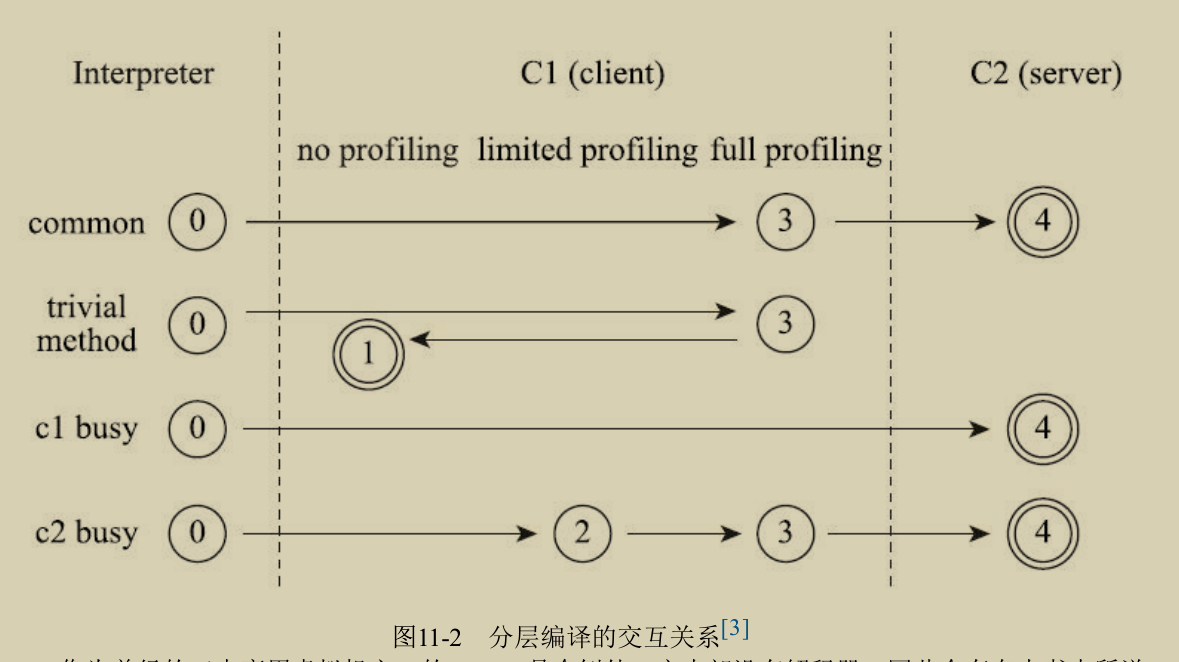 Interpreter C1 (client) C2 (server)
no profiling limited profiling full profiling
common 0 3 4
trivial
method 0 3
1
c1 busy 0 4
c2 busy 0 2 3 4
图11-2 分层编译的交互关系[3]